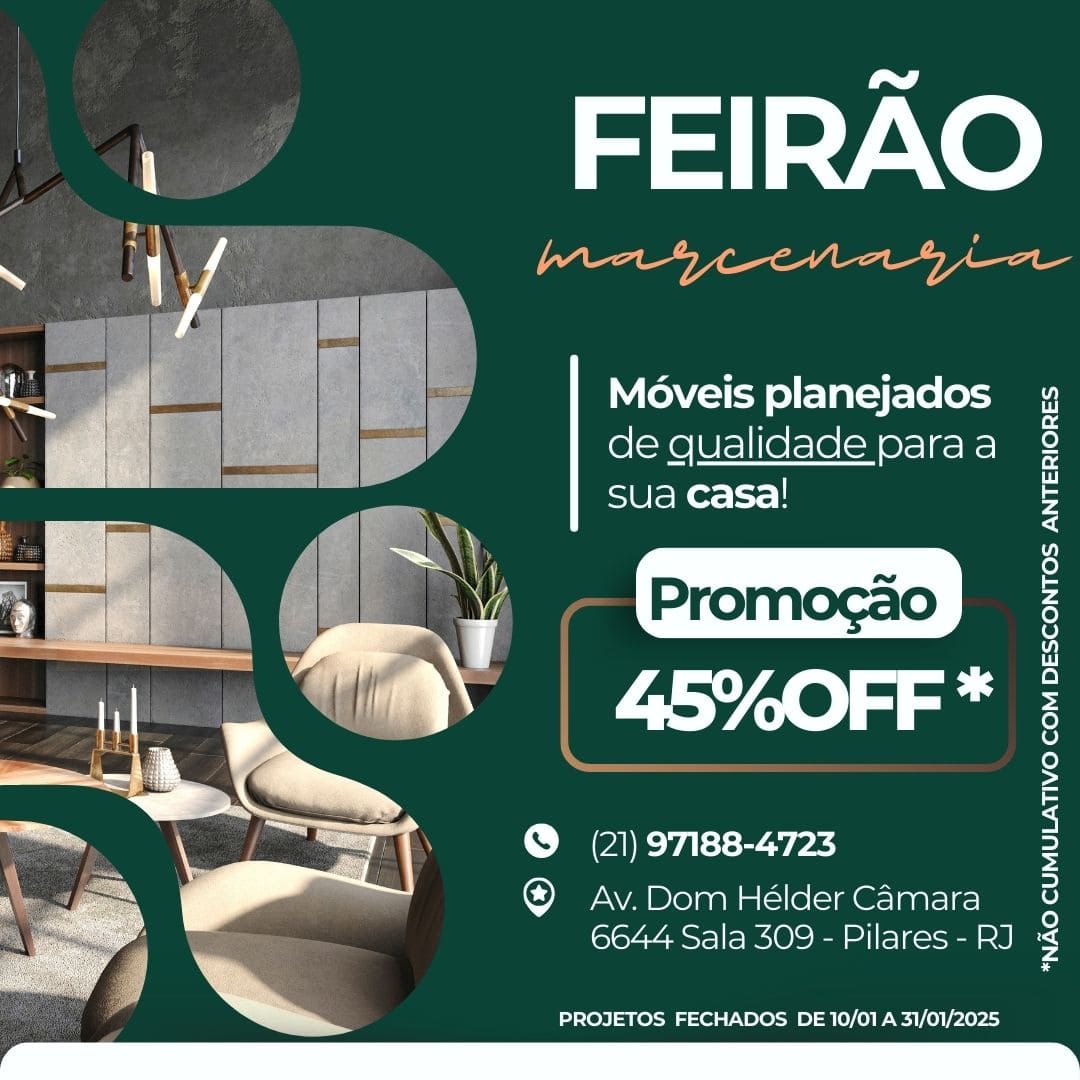 FEIRÃO
marcenaria
Móveis planejados
de qualidade para a
sua casa!
Promoção
45%OFF*
(21) 97188-4723
Av. Dom Hélder Câmara
6644 Sala 309 - Pilares - RJ
*NÃO CUMULATIVO COM DESCONTOS ANTERIORES
PROJETOS FECHADOS DE 10/01 A 31/01/2025